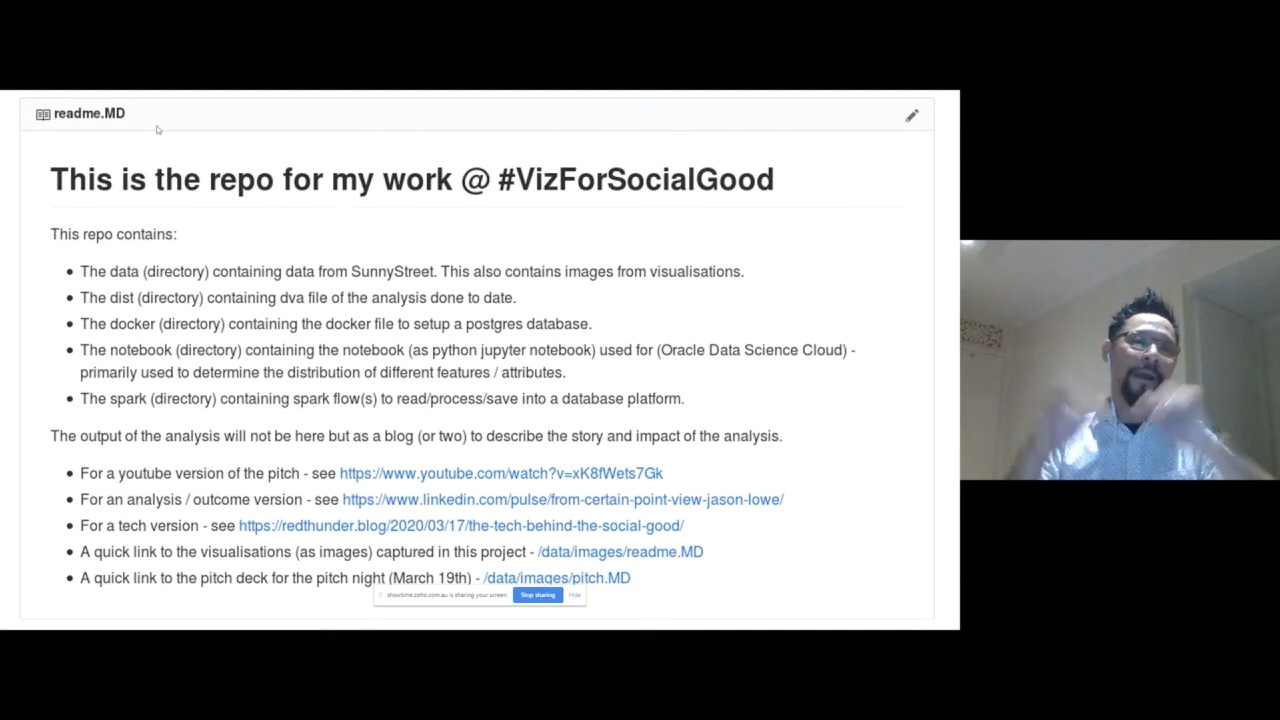 readme.MD
This is the repo for my work @ #VizForSocialGood
This repo contains:
The data (directory) containing data from SunnyStreet. This also contains images from visualisations.
The dist (directory) containing dva file of the analysis done to date.
The docker (directory) containing the docker file to setup a postgres database.
The notebook (directory) containing the notebook (as python jupyter notebook) used for (Oracle Data Science Cloud) -
primarily used to determine the distribution of different features / attributes.
The spark (directory) containing spark flow(s) to read/process/save into a database platform.
The output of the analysis will not be here but as a blog (or two) to describe the story and impact of the analysis.
For a youtube version of the pitch - see https://www.youtube.com/watch?v=xK8fWets7Gk
For an analysis / outcome version - see https://www.linkedin.com/pulse/from-certain-point-view-jason-lowe/
For a tech version - see https://redthunder.blog/2020/03/17/the-tech-behind-the-social-good/
A quick link to the visualisations (as images) captured in this project - /data/images/readme.MD
A quick link to the pitch deck for the pitch night (March 19th) - /data/images/pitch.MD
showtime.zoho.com.au is sharing your screen. Stop sharing Hide